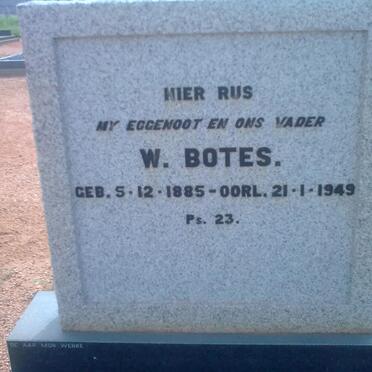 HIER RUS
MY EGGENOOT EN ONS VADER
W. BOTES.
GEB. 5·12·1885-OORL. 21·1·1949
Ps. 23.